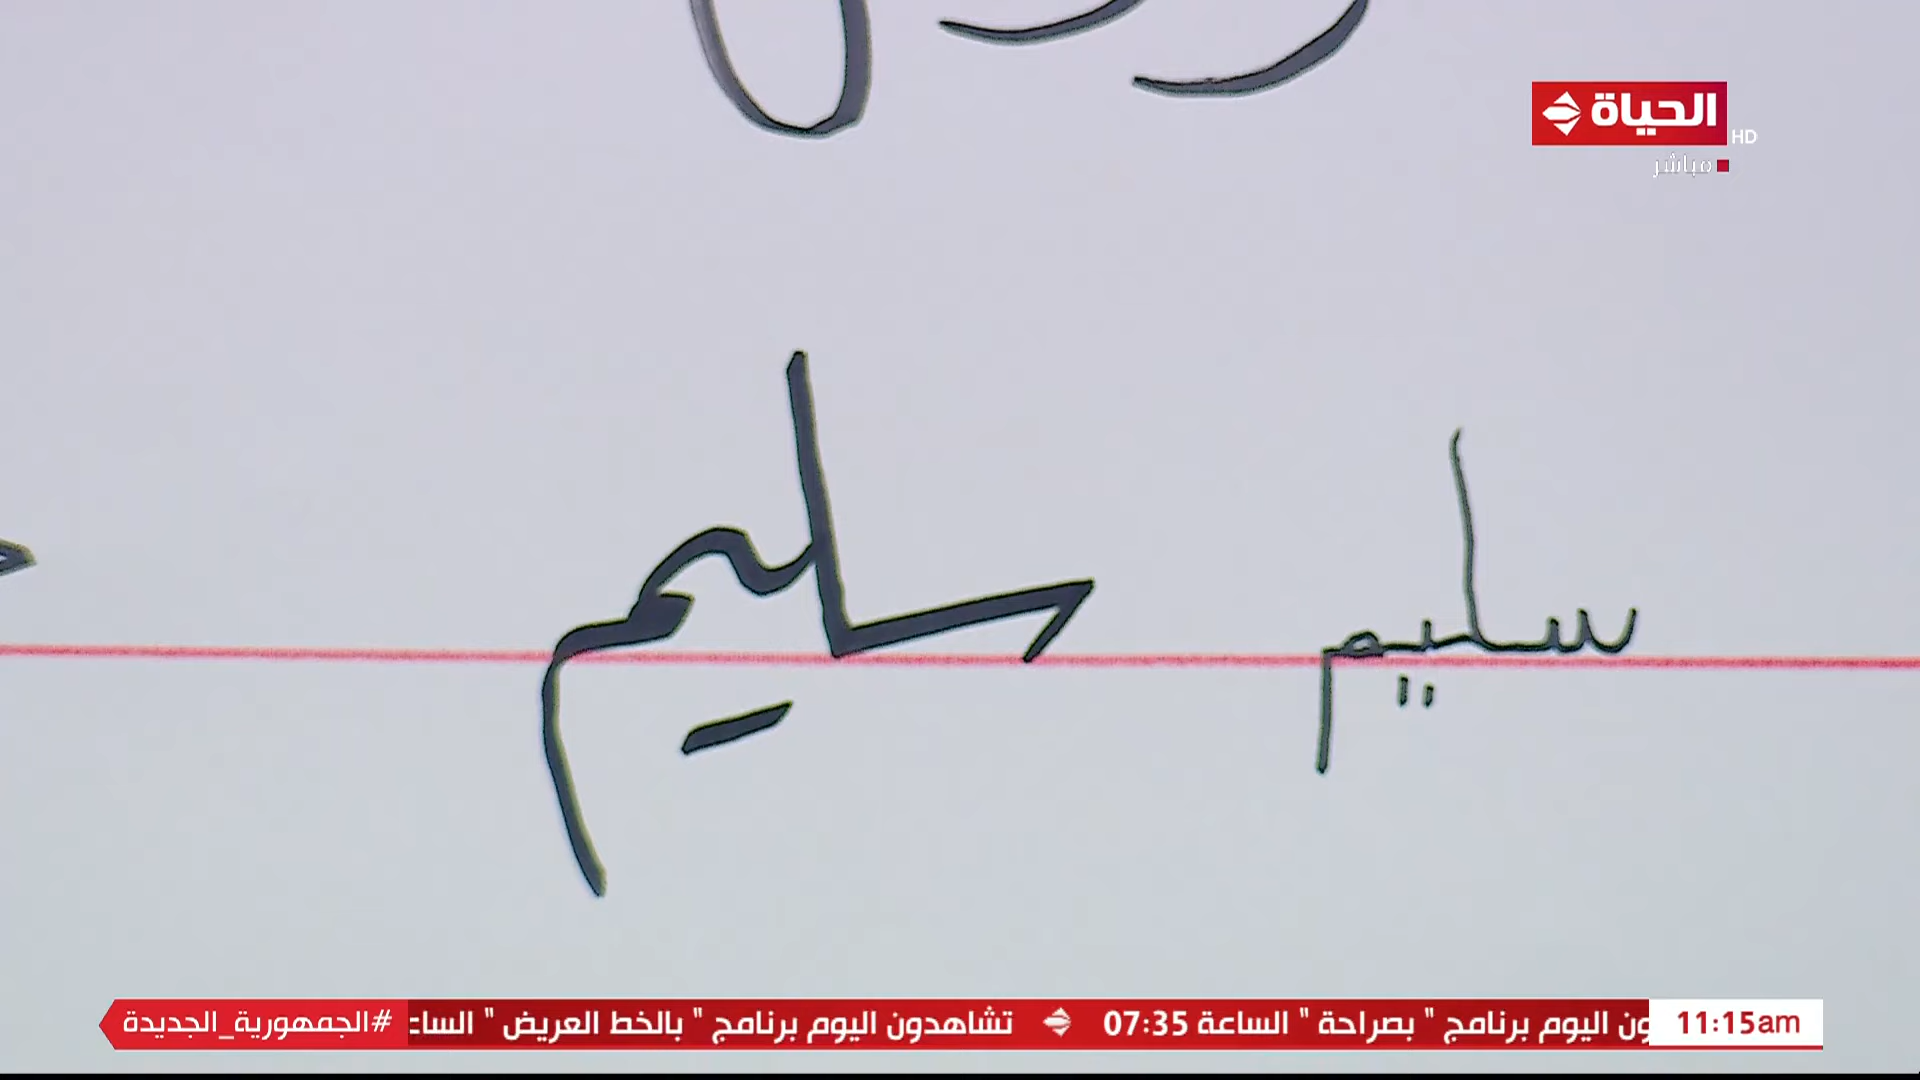 الحياة
HD
مباشر
سليم سليم
11:15am ون اليوم برنامج " بصراحة " الساعة 07:35 تشاهدون اليوم برنامج " بالخط العريض " الساع #الجمهورية_الجديدة